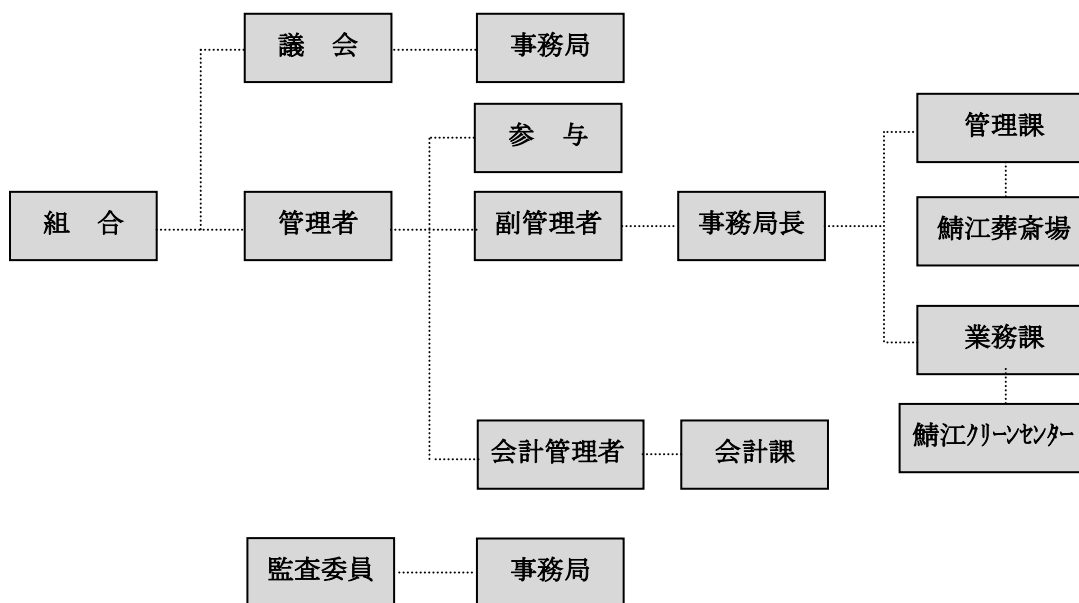 議　会
事務局
参　与
管理課
組　合
管理者
副管理者
事務局長
鯖江葬斎場
業務課
鯖江ｸﾘｰﾝｾﾝﾀｰ
会計管理者
会計課
監査委員
事務局